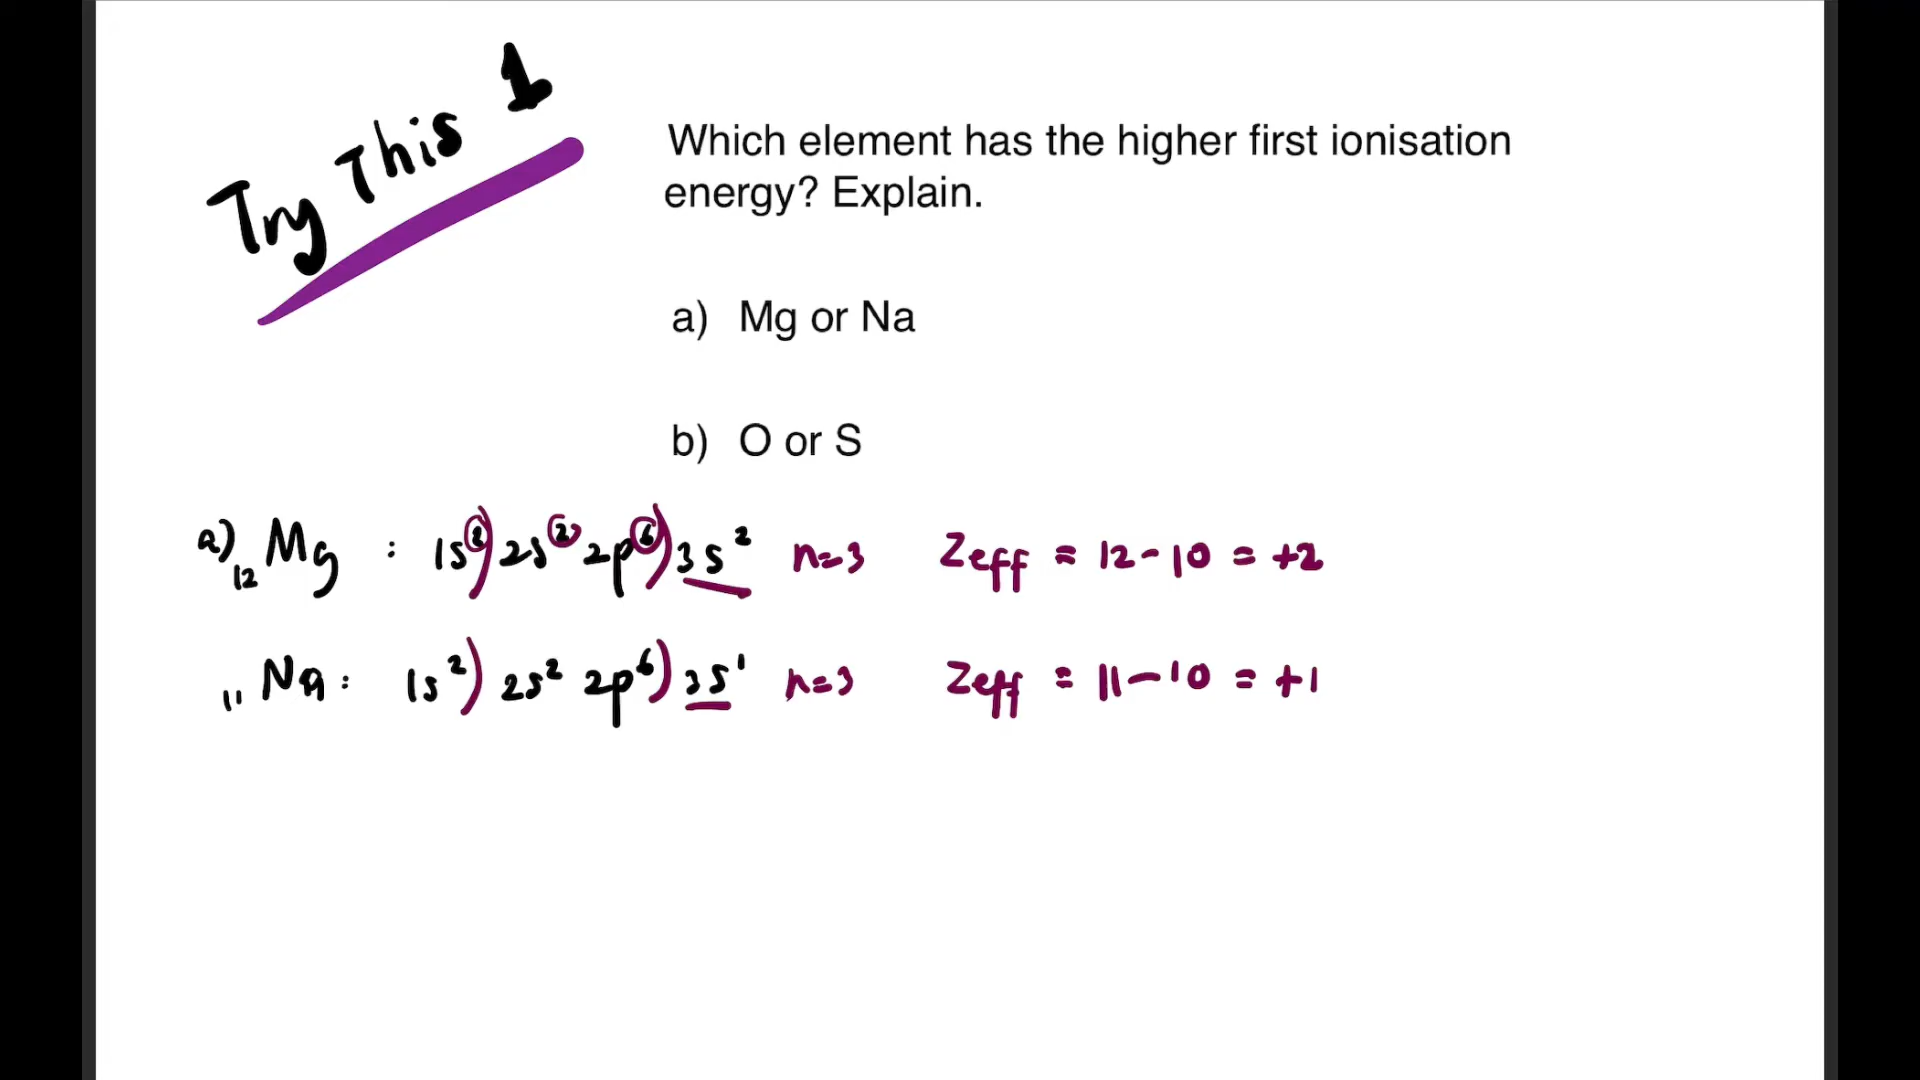 Try This 1
Which element has the higher first ionisation
energy? Explain.
a) Mg or Na
b) O or S
a) ₁₂Mg : 1s²) 2s² 2p⁶) 3s² n=3 Zeff = 12-10 = +2
₁₁Na : 1s²) 2s² 2p⁶) 3s¹ n=3 Zeff = 11-10 = +1